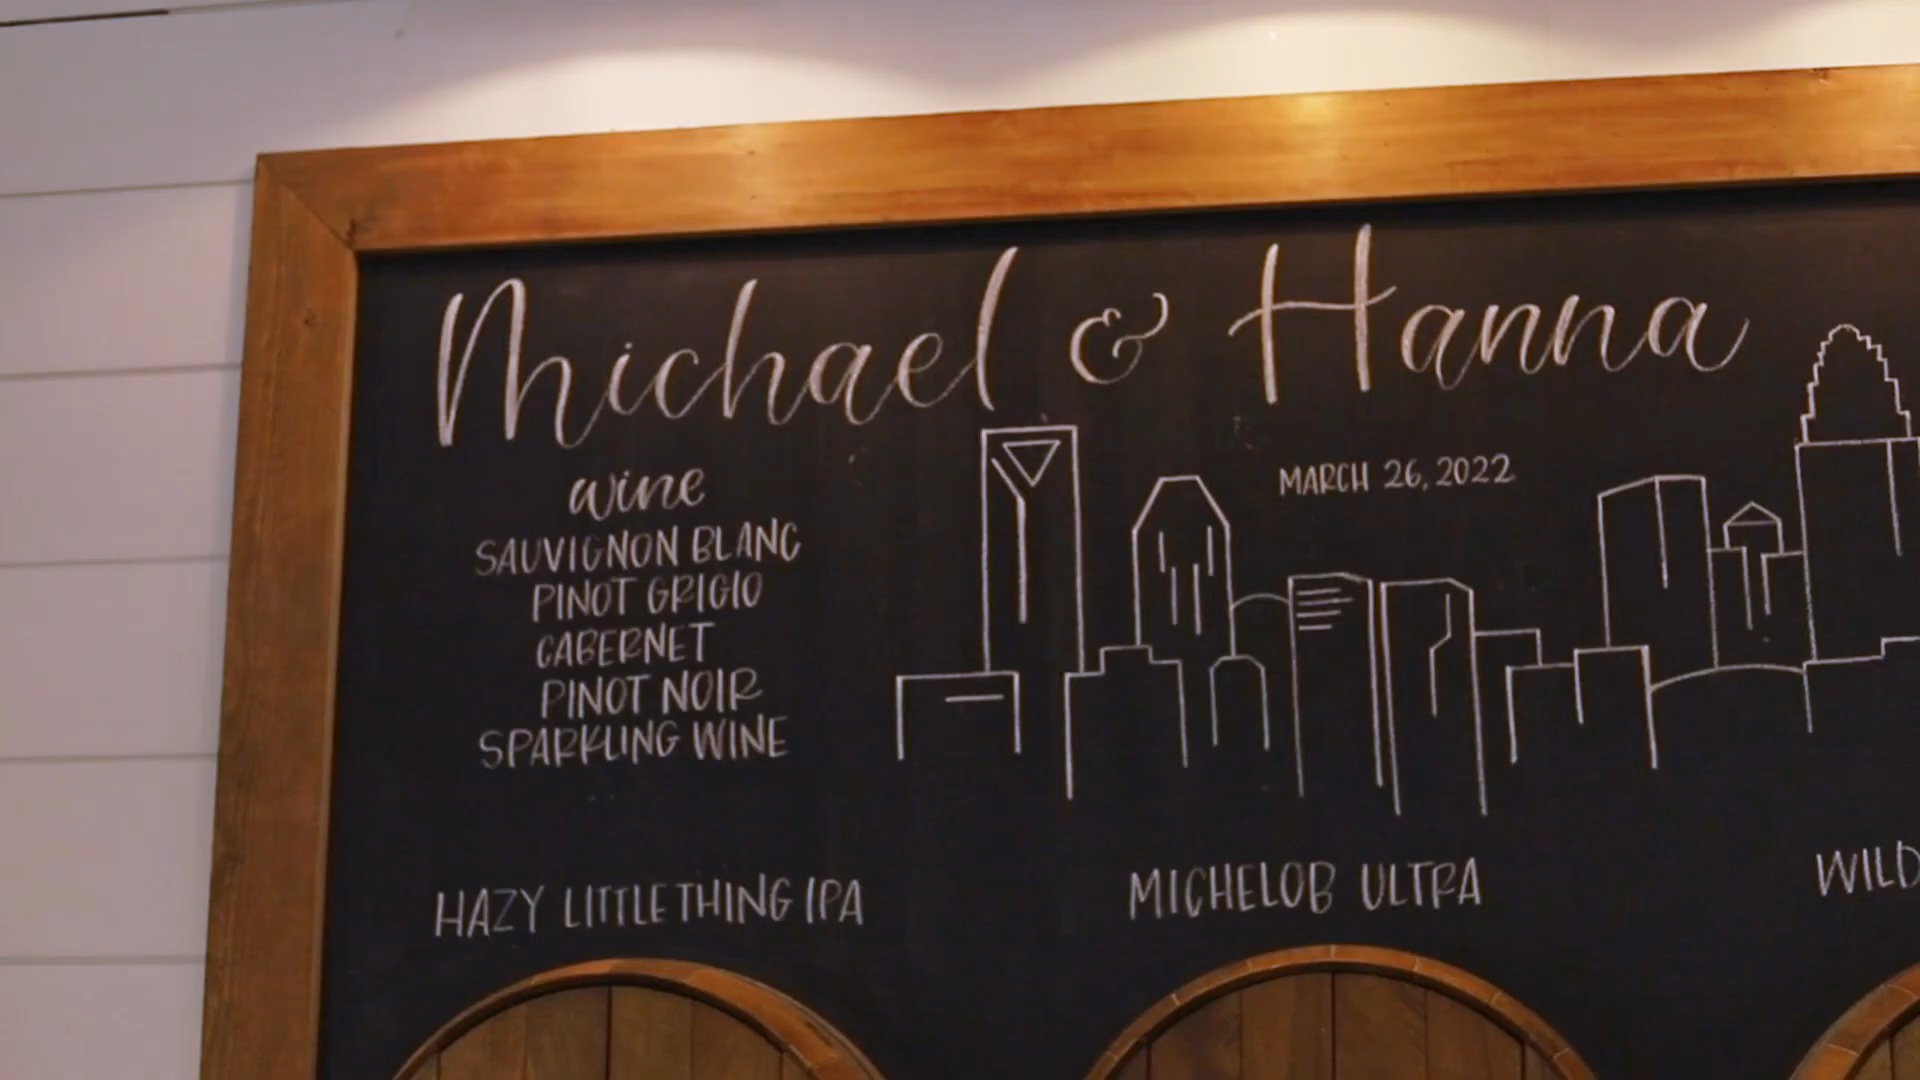 Michael & Hanna
MARCH 26, 2022
wine
SAUVIGNON BLANC
PINOT GRIGIO
CABERNET
PINOT NOIR
SPARKLING WINE
HAZY LITTLE THING IPA
MICHELOB ULTRA
WILD